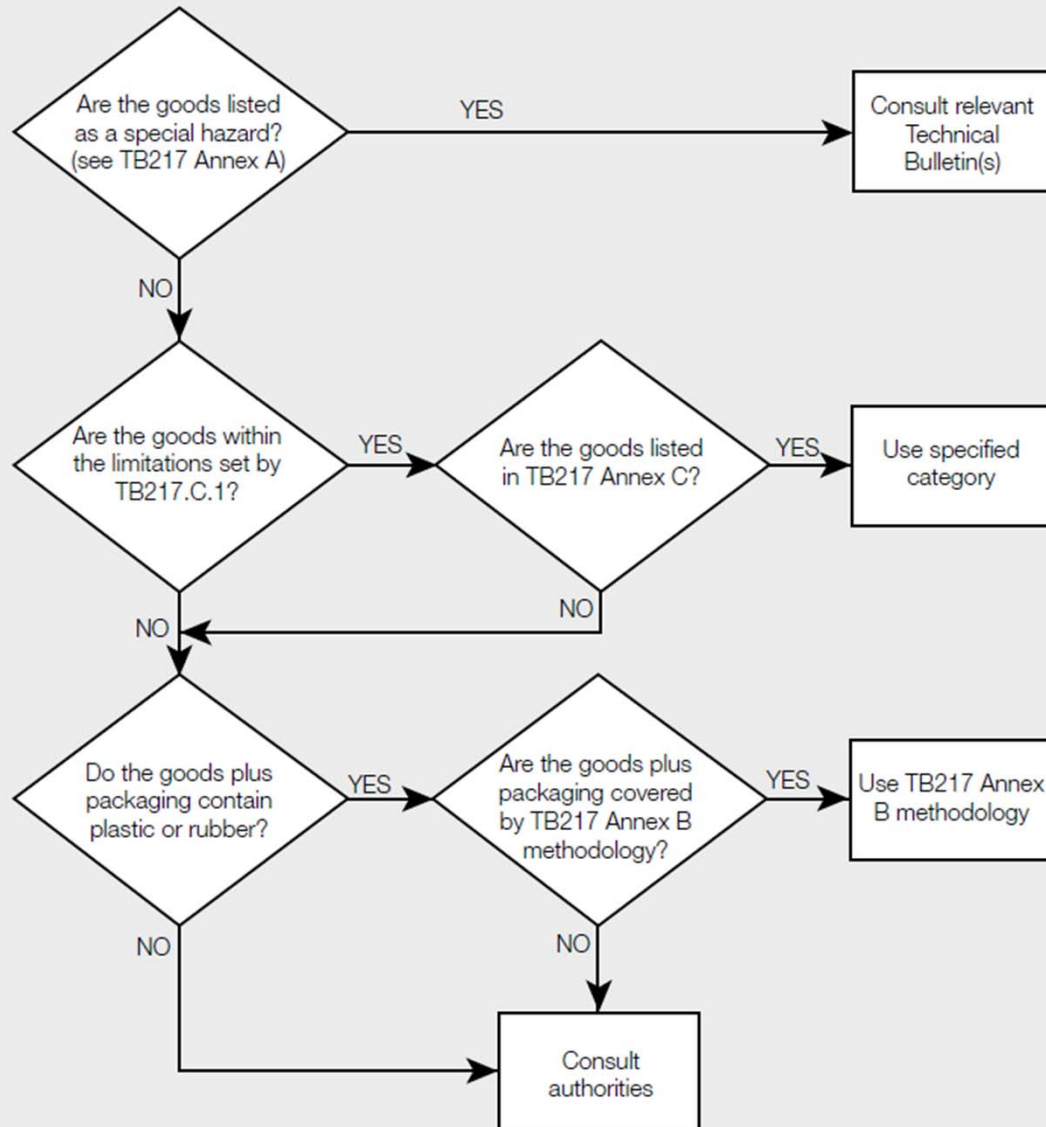 Are the goods listed
as a special hazard?
(see TB217 Annex A)
YES
Consult relevant
Technical
Bulletin(s)
NO
Are the goods within
the limitations set by
TB217.C.1?
YES
Are the goods listed
in TB217 Annex C?
YES
Use specified
category
NO
NO
Do the goods plus
packaging contain
plastic or rubber?
YES
Are the goods plus
packaging covered
by TB217 Annex B
methodology?
YES
Use TB217 Annex
B methodology
NO
NO
Consult
authorities